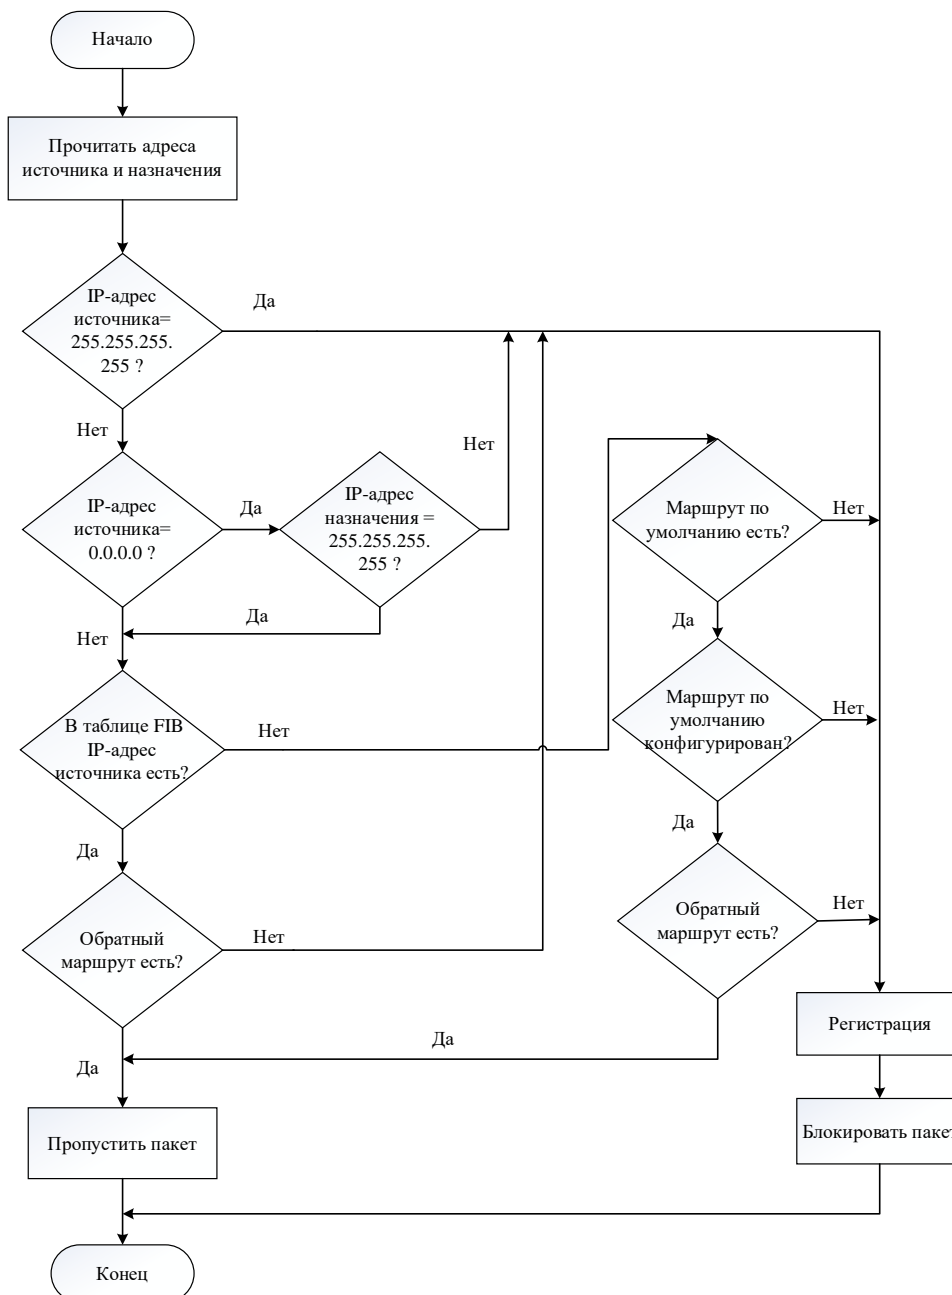 Начало
Прочитать адреса
источника и назначения
IP-адрес
источника=
255.255.255.
255 ?
Да
Нет
IP-адрес
источника=
0.0.0.0 ?
Да
IP-адрес
назначения =
255.255.255.
255 ?
Нет
Да
Нет
В таблице FIB
IP-адрес
источника есть?
Нет
Да
Обратный
маршрут есть?
Нет
Да
Маршрут по
умолчанию есть?
Нет
Да
Маршрут по
умолчанию
конфигурирован?
Нет
Да
Обратный
маршрут есть?
Нет
Да
Регистрация
Блокировать пакет
Пропустить пакет
Конец